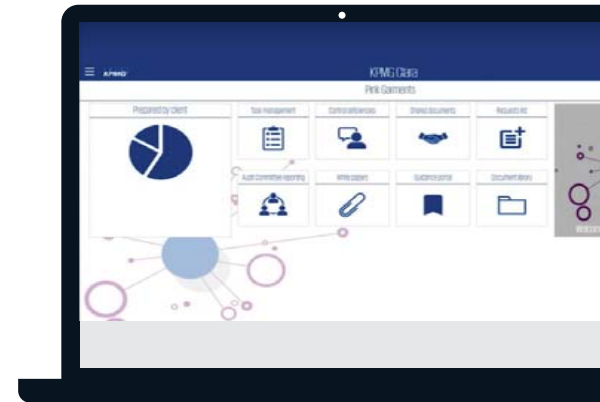 KPMG
KPMG Clara
Pink Garments
Prepared by client
Task management
Control deficiencies
Shared documents
Requests list
Audit Committee reporting
White papers
Guidance portal
Document library